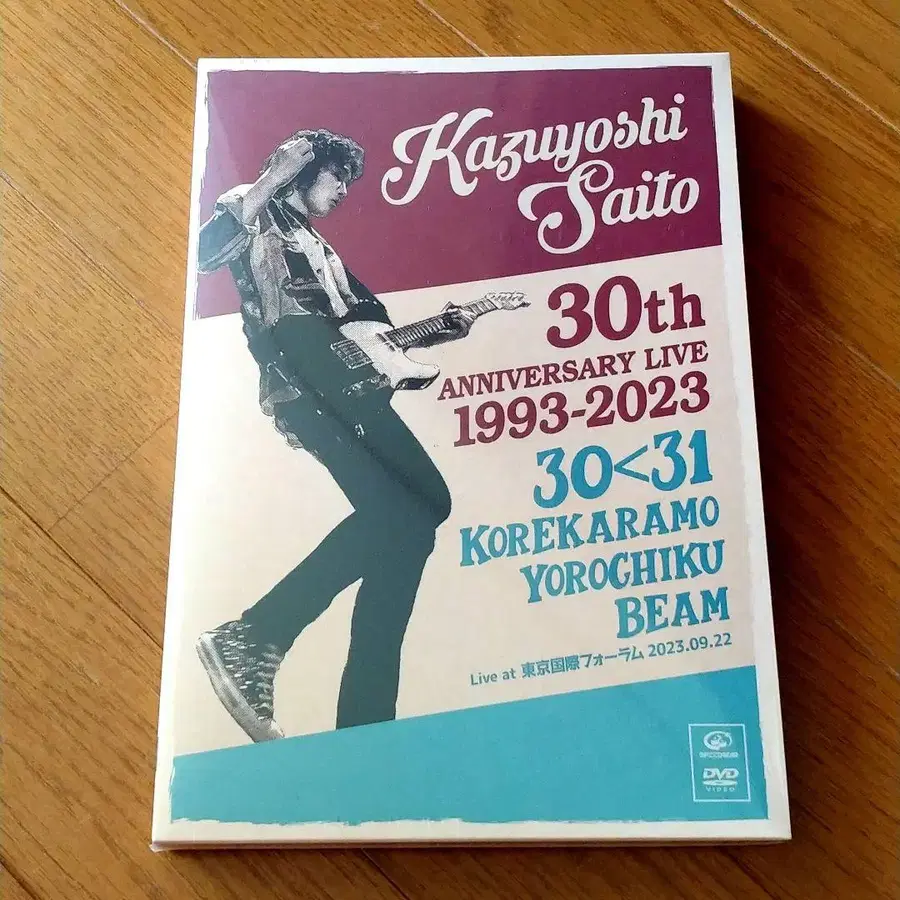 Kazuyoshi
Saito
30th
ANNIVERSARY LIVE
1993-2023
30<31
KOREKARAMO
YOROCHIKU
BEAM
Live at 東京国際フォーラム 2023.09.22
SPEEDSTAR
DVD
VIDEO